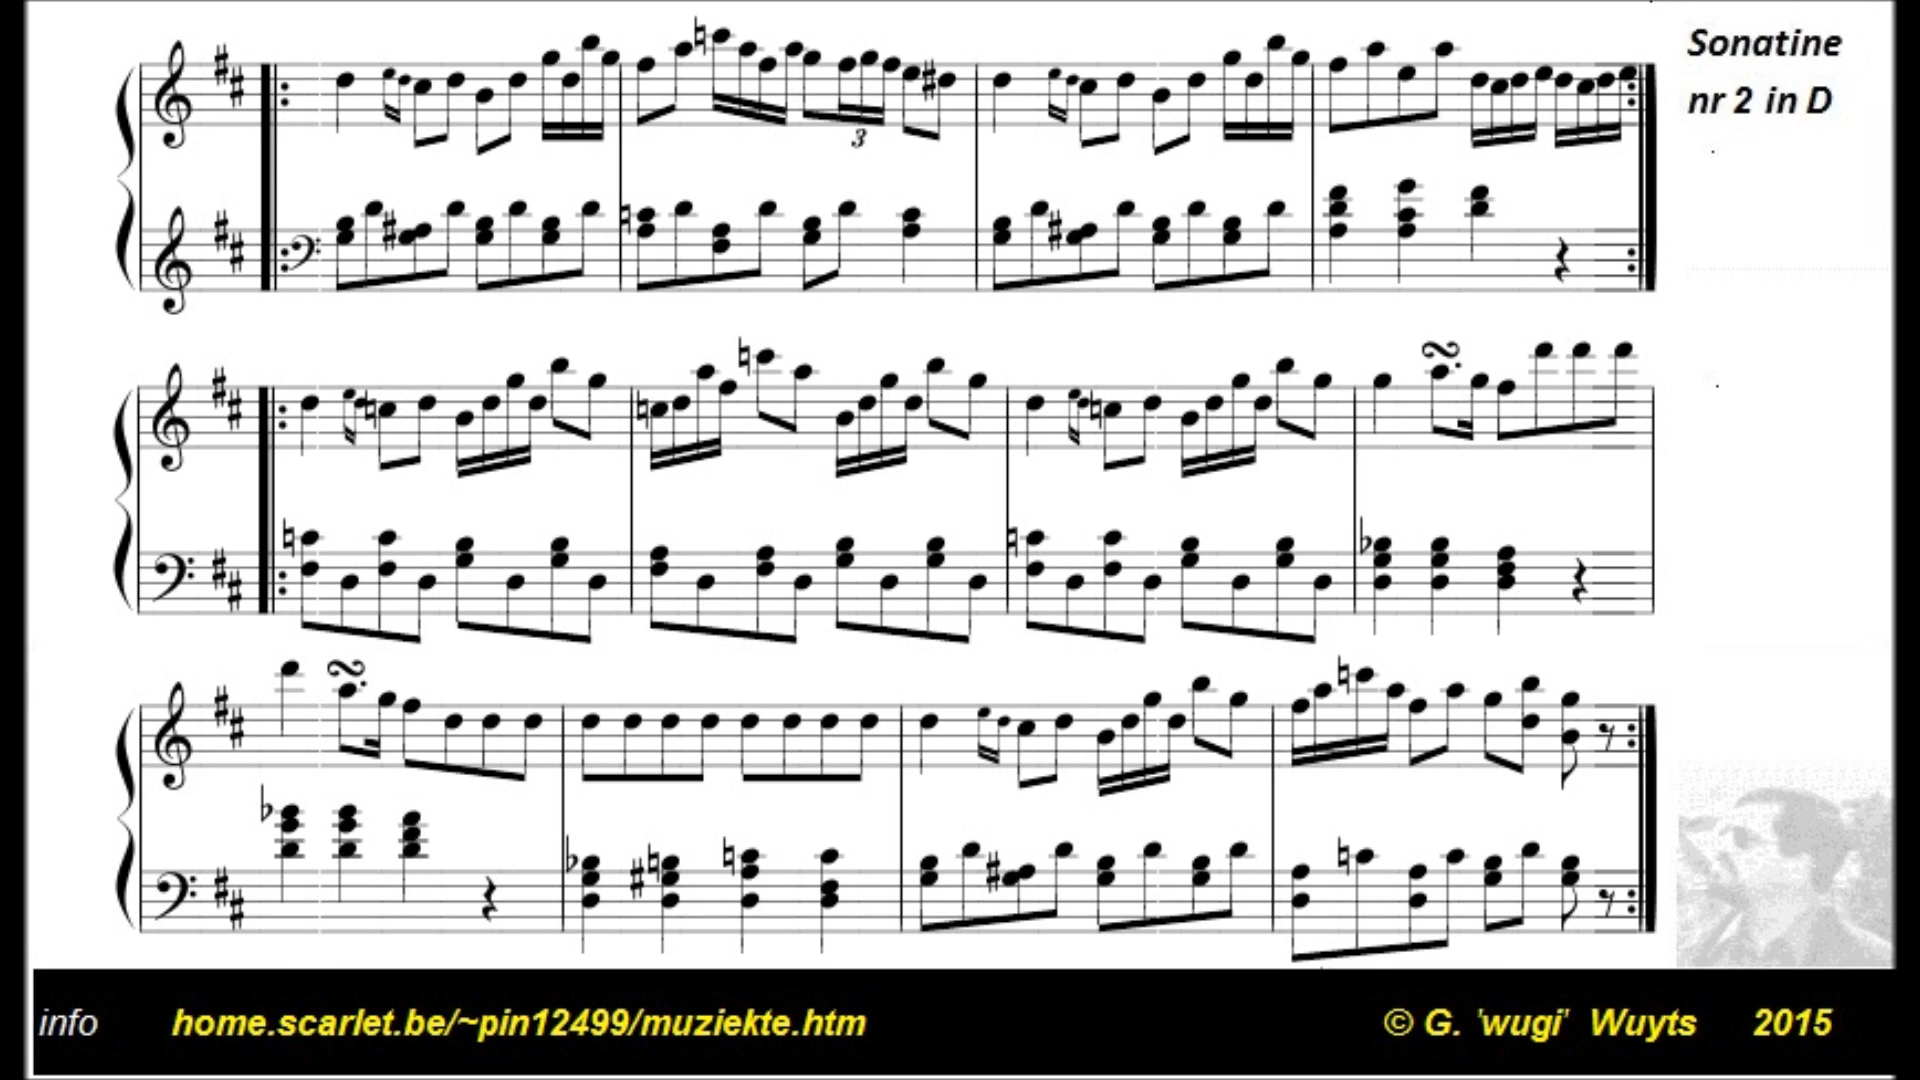 Sonatine
nr 2 in D
3
info home.scarlet.be/~pin12499/muziekte.htm © G. 'wugi' Wuyts 2015